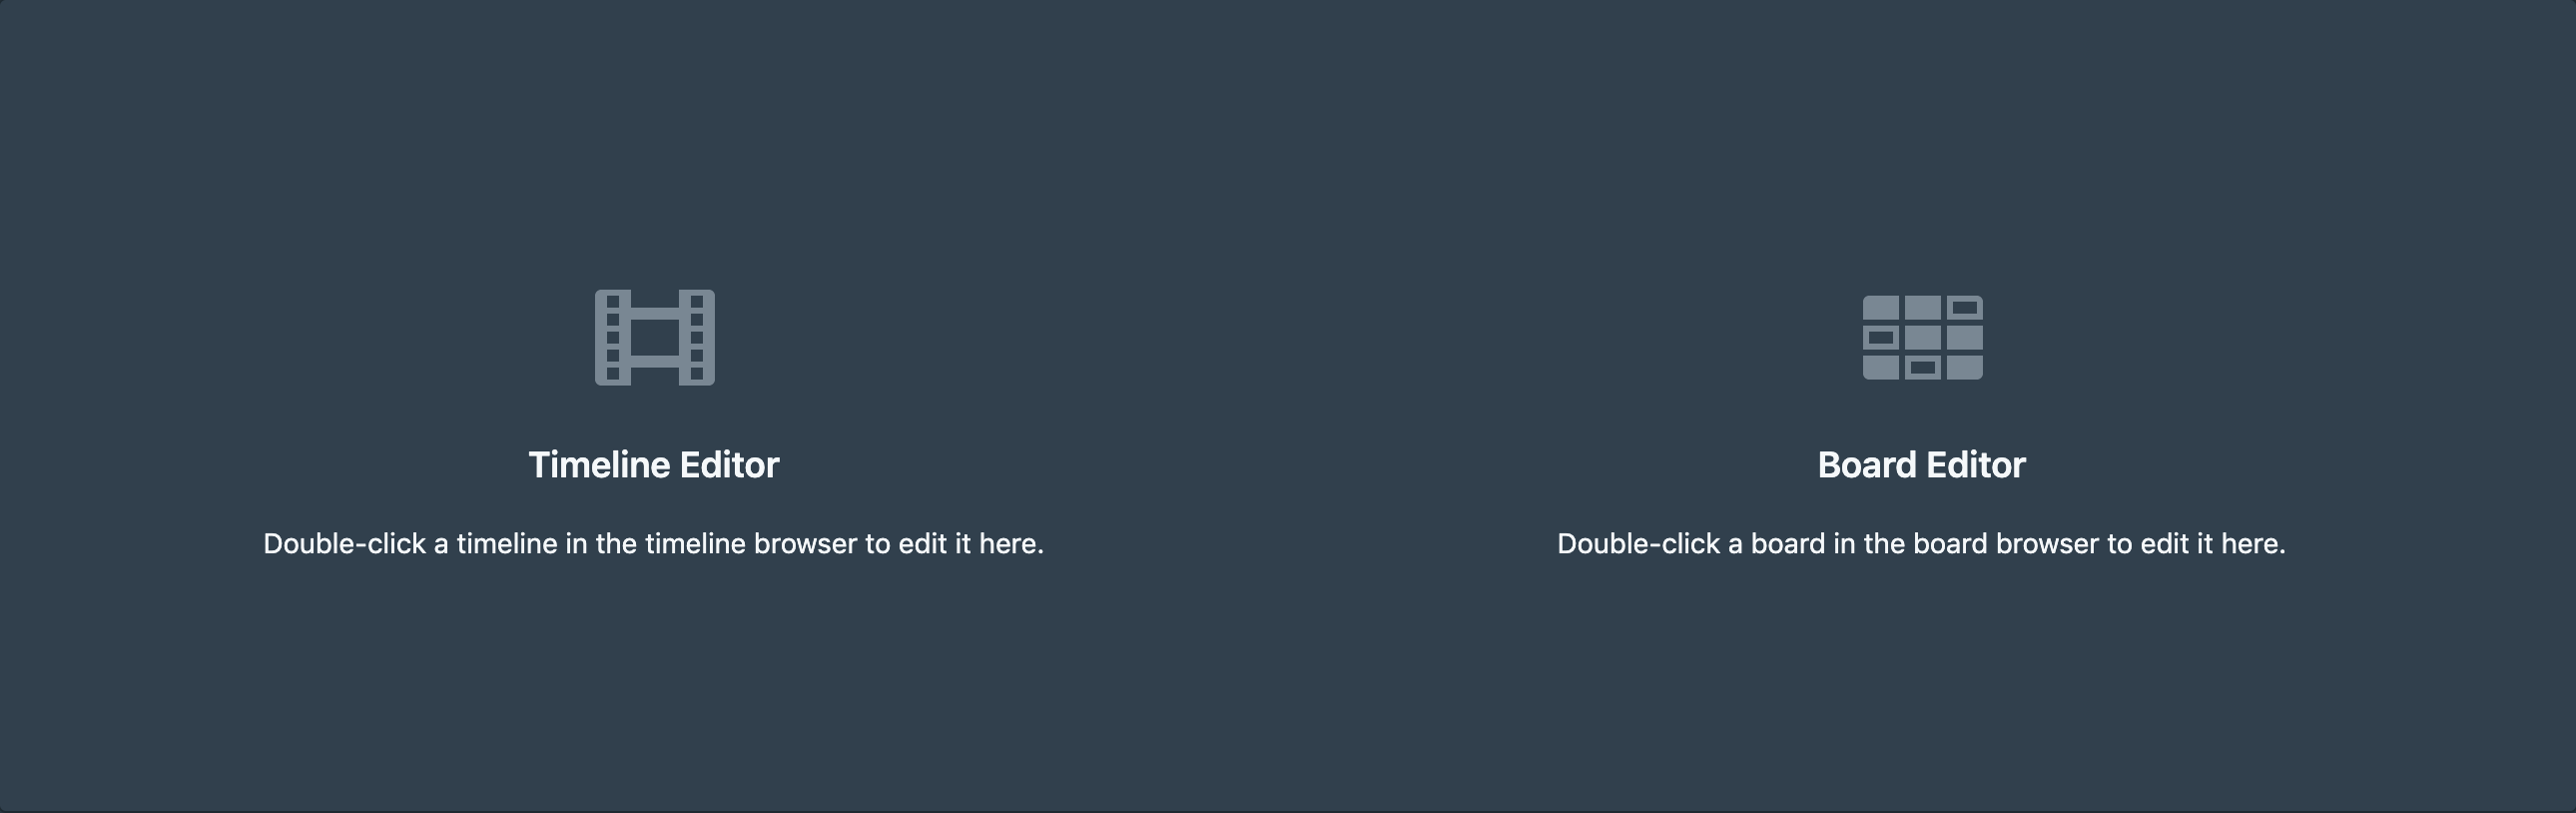 Timeline Editor
Double-click a timeline in the timeline browser to edit it here.
Board Editor
Double-click a board in the board browser to edit it here.